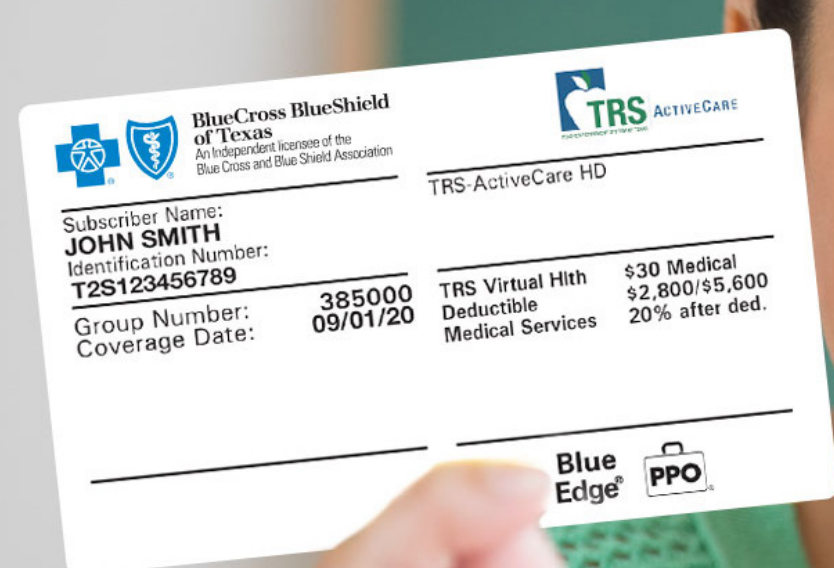 BlueCross BlueShield
of Texas
An Independent licensee of the
Blue Cross and Blue Shield Association
TRS ACTIVECARE
TRS-ActiveCare HD
Subscriber Name:
JOHN SMITH
Identification Number:
T2S123456789
Group Number: 385000
Coverage Date: 09/01/20
TRS Virtual Hlth $30 Medical
Deductible $2,800/$5,600
Medical Services 20% after ded.
Blue
Edge®
PPO